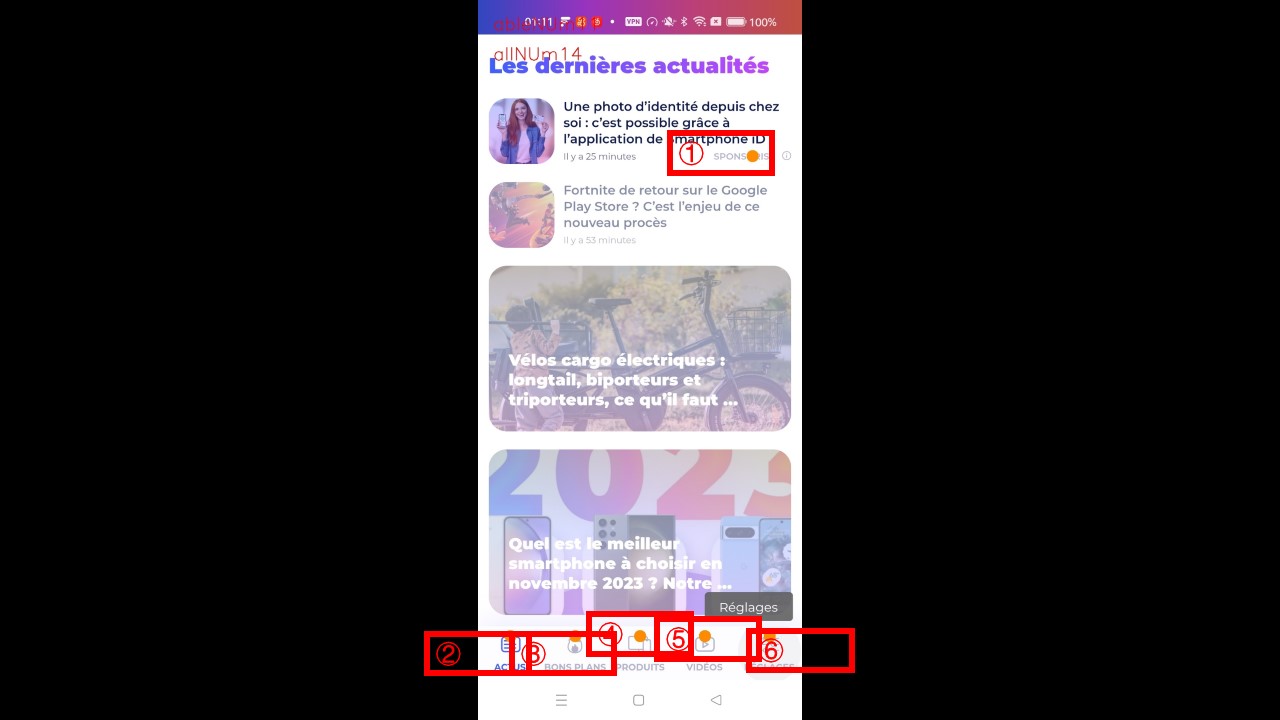 01:11 VPN 100%
allNUm14
Les dernières actualités
Une photo d'identité depuis chez
soi : c'est possible grâce à
l'application de Smartphone iD
Il y a 25 minutes
①
Fortnite de retour sur le Google
Play Store ? C'est l'enjeu de ce
nouveau procès
Il y a 53 minutes
Vélos cargo électriques :
longtail, biporteurs et
triporteurs, ce qu'il faut ...
2023
Quel est le meilleur
smartphone à choisir en
novembre 2023 ? Notre ...
Réglages
② ③ ④ ⑤ ⑥
ACTUS BONS PLANS PRODUITS VIDÉOS RÉGLAGES